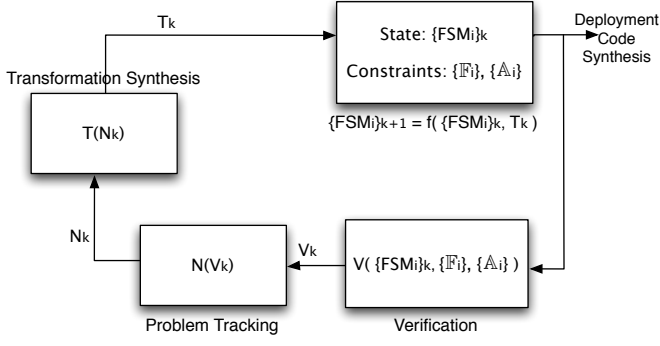 Tk
State: {FSMi}k
Constraints: {𝔽i}, {𝔸i}
Deployment
Code
Synthesis
Transformation Synthesis
T(Nk)
{FSMi}k+1 = f( {FSMi}k, Tk )
Nk
N(Vk)
Vk
V( {FSMi}k, {𝔽i}, {𝔸i} )
Problem Tracking
Verification